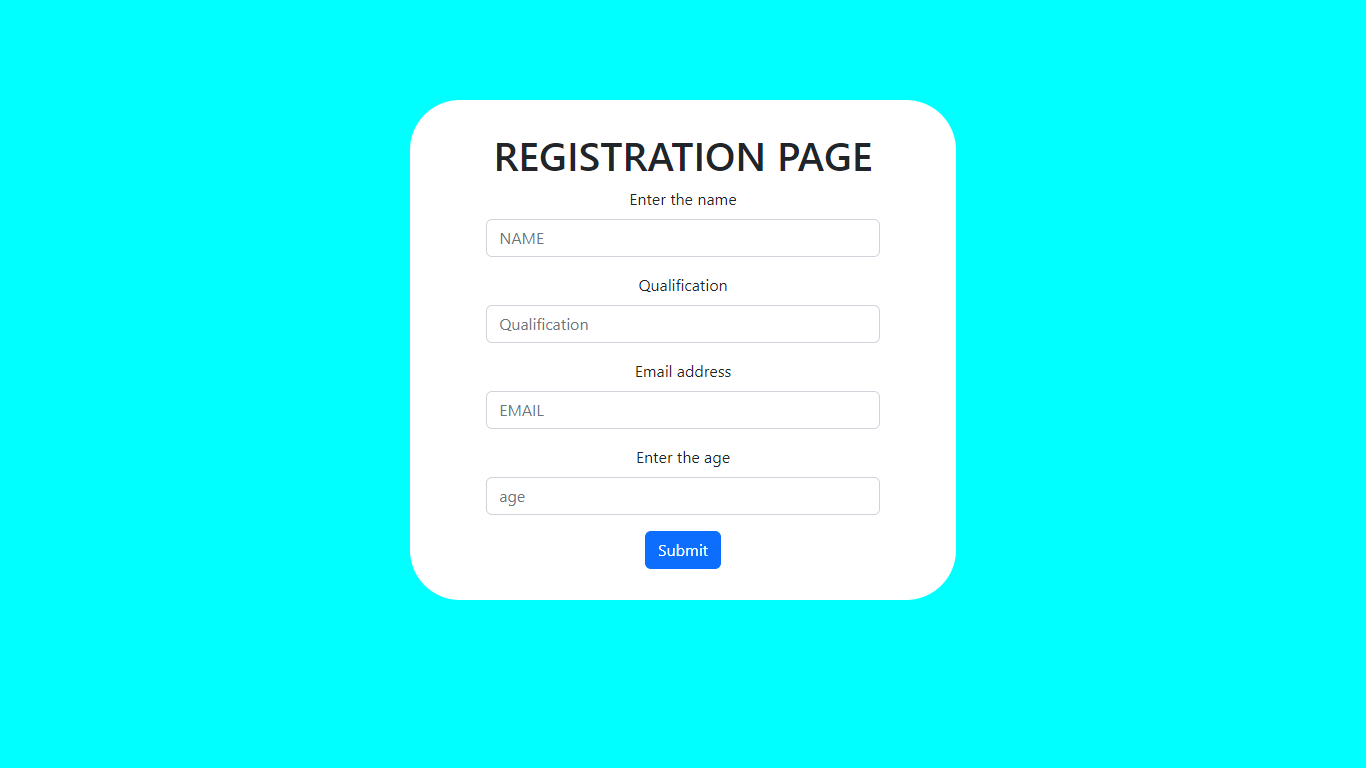 REGISTRATION PAGE
Enter the name
NAME
Qualification
Qualification
Email address
EMAIL
Enter the age
age
Submit